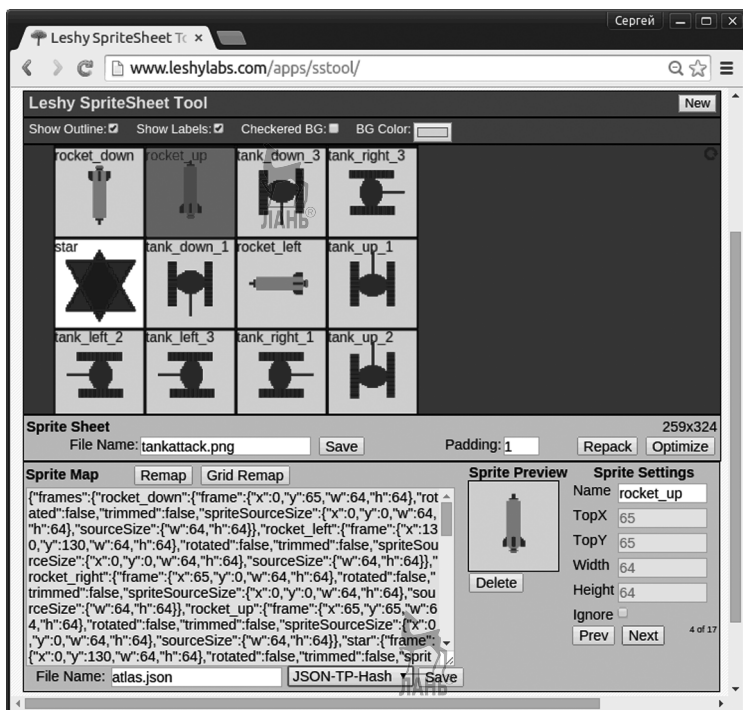 Сергей
Leshy SpriteSheet To
www.leshylabs.com/apps/sstool/
Leshy SpriteSheet Tool New
Show Outline: Show Labels: Checkered BG: BG Color:
rocket_down rocket_up tank_down_3 tank_right_3
ЛАНЬ®
star tank_down_1 rocket_left tank_up_1
tank_left_2 tank_left_3 tank_right_1 tank_up_2
Sprite Sheet 259x324
File Name: tankattack.png Save Padding: 1 Repack Optimize
Sprite Map Remap Grid Remap
{"frames":{"rocket_down":{"frame":{"x":0,"y":65,"w":64,"h":64},"rot
ated":false,"trimmed":false,"spriteSourceSize":{"x":0,"y":0,"w":64,
"h":64},"sourceSize":{"w":64,"h":64}},"rocket_left":{"frame":{"x":13
0,"y":130,"w":64,"h":64},"rotated":false,"trimmed":false,"spriteSou
rceSize":{"x":0,"y":0,"w":64,"h":64},"sourceSize":{"w":64,"h":64}},"
rocket_right":{"frame":{"x":65,"y":0,"w":64,"h":64},"rotated":false,"
trimmed":false,"spriteSourceSize":{"x":0,"y":0,"w":64,"h":64},"sou
rceSize":{"w":64,"h":64}},"rocket_up":{"frame":{"x":65,"y":65,"w":6
4,"h":64},"rotated":false,"trimmed":false,"spriteSourceSize":{"x":0
,"y":0,"w":64,"h":64},"sourceSize":{"w":64,"h":64}},"star":{"frame":
{"x":0,"y":130,"w":64,"h":64},"rotated":false,"trimmed":false,"sprit
File Name: atlas.json JSON-TP-Hash Save
ЛАНЬ
Sprite Preview
Delete
Sprite Settings
Name rocket_up
TopX 65
TopY 65
Width 64
Height 64
Ignore
Prev Next 4 of 17